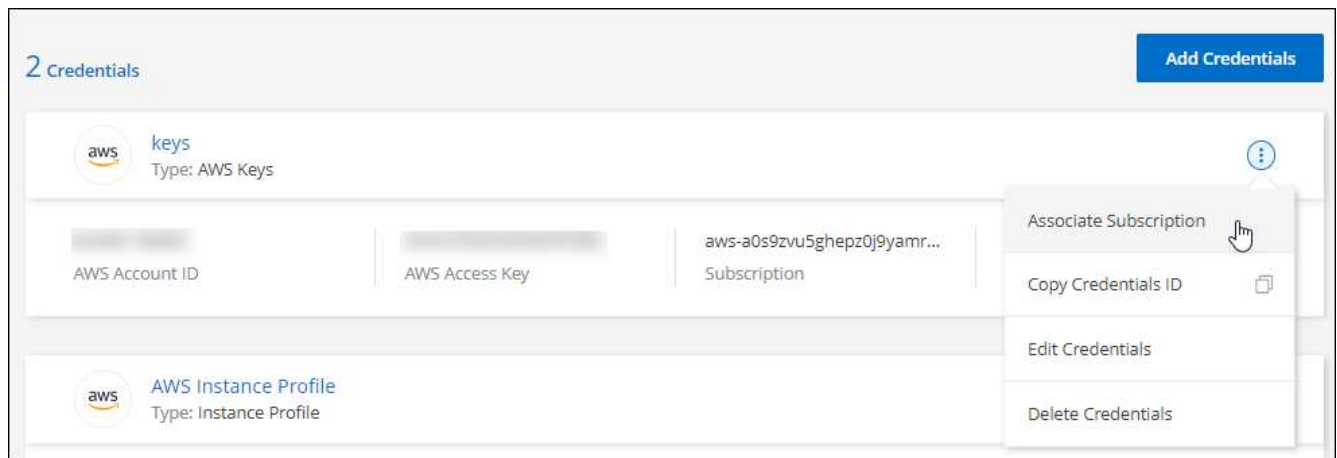 2 Credentials
Add Credentials
aws
keys
Type: AWS Keys
aws-a0s9zvu5ghepz0j9yamr...
AWS Account ID
AWS Access Key
Subscription
Associate Subscription
Copy Credentials ID
Edit Credentials
Delete Credentials
aws
AWS Instance Profile
Type: Instance Profile